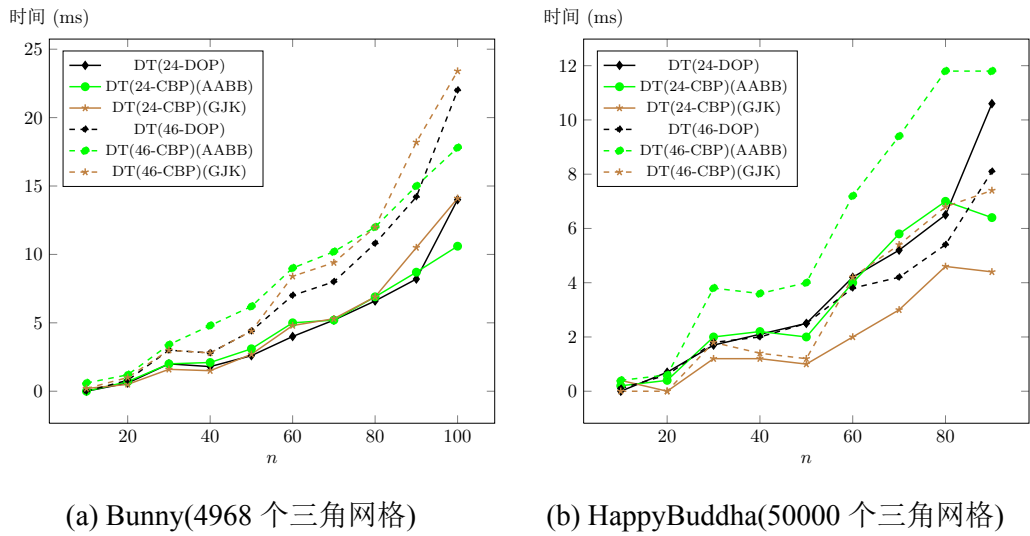 时间 (ms)
25
20
15
10
5
0
DT(24-DOP)
DT(24-CBP)(AABB)
DT(24-CBP)(GJK)
DT(46-DOP)
DT(46-CBP)(AABB)
DT(46-CBP)(GJK)
20 40 60 80 100
n
(a) Bunny(4968 个三角网格)
时间 (ms)
12
10
8
6
4
2
0
DT(24-DOP)
DT(24-CBP)(AABB)
DT(24-CBP)(GJK)
DT(46-DOP)
DT(46-CBP)(AABB)
DT(46-CBP)(GJK)
20 40 60 80
n
(b) HappyBuddha(50000 个三角网格)